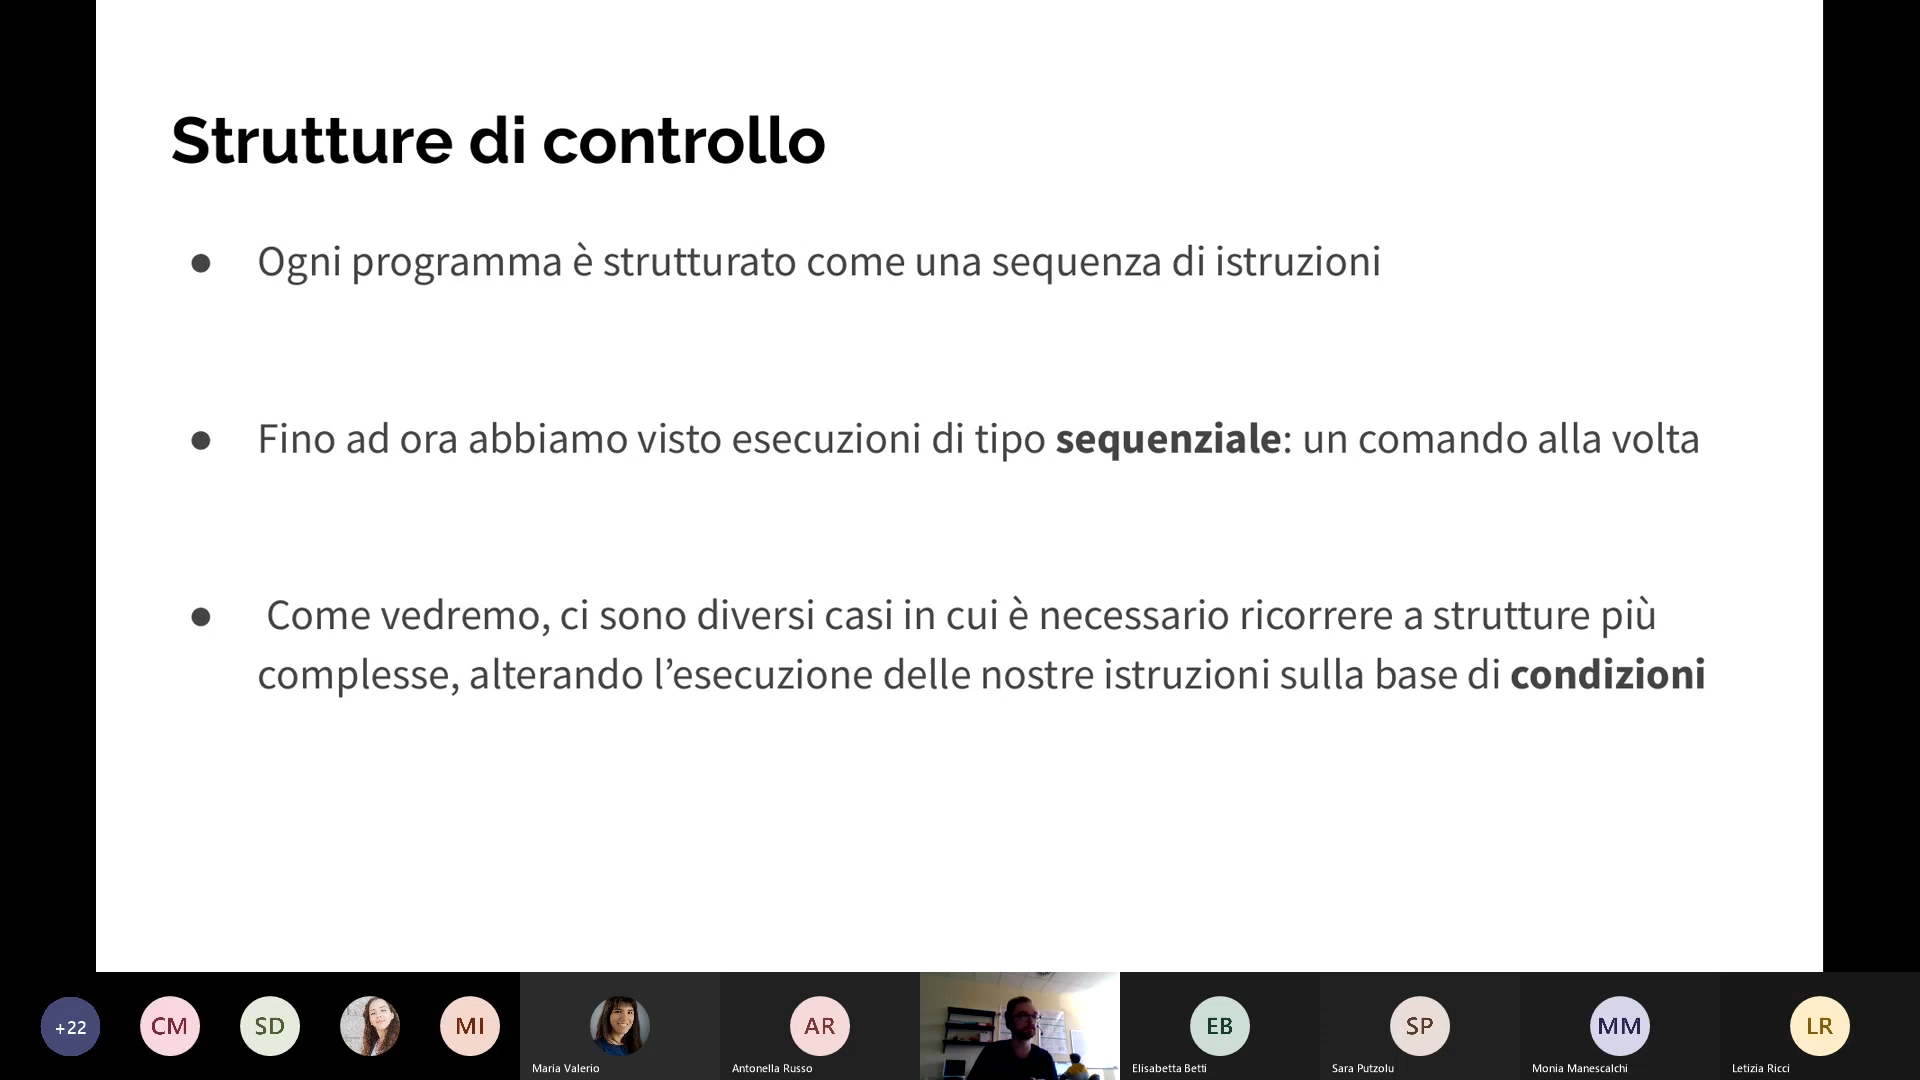 Strutture di controllo
● Ogni programma è strutturato come una sequenza di istruzioni
● Fino ad ora abbiamo visto esecuzioni di tipo sequenziale: un comando alla volta
● Come vedremo, ci sono diversi casi in cui è necessario ricorrere a strutture più
complesse, alterando l’esecuzione delle nostre istruzioni sulla base di condizioni
+22
CM
SD
MI
Maria Valerio
AR
Antonella Russo
EB
Elisabetta Betti
SP
Sara Putzolu
MM
Monia Manescalchi
LR
Letizia Ricci